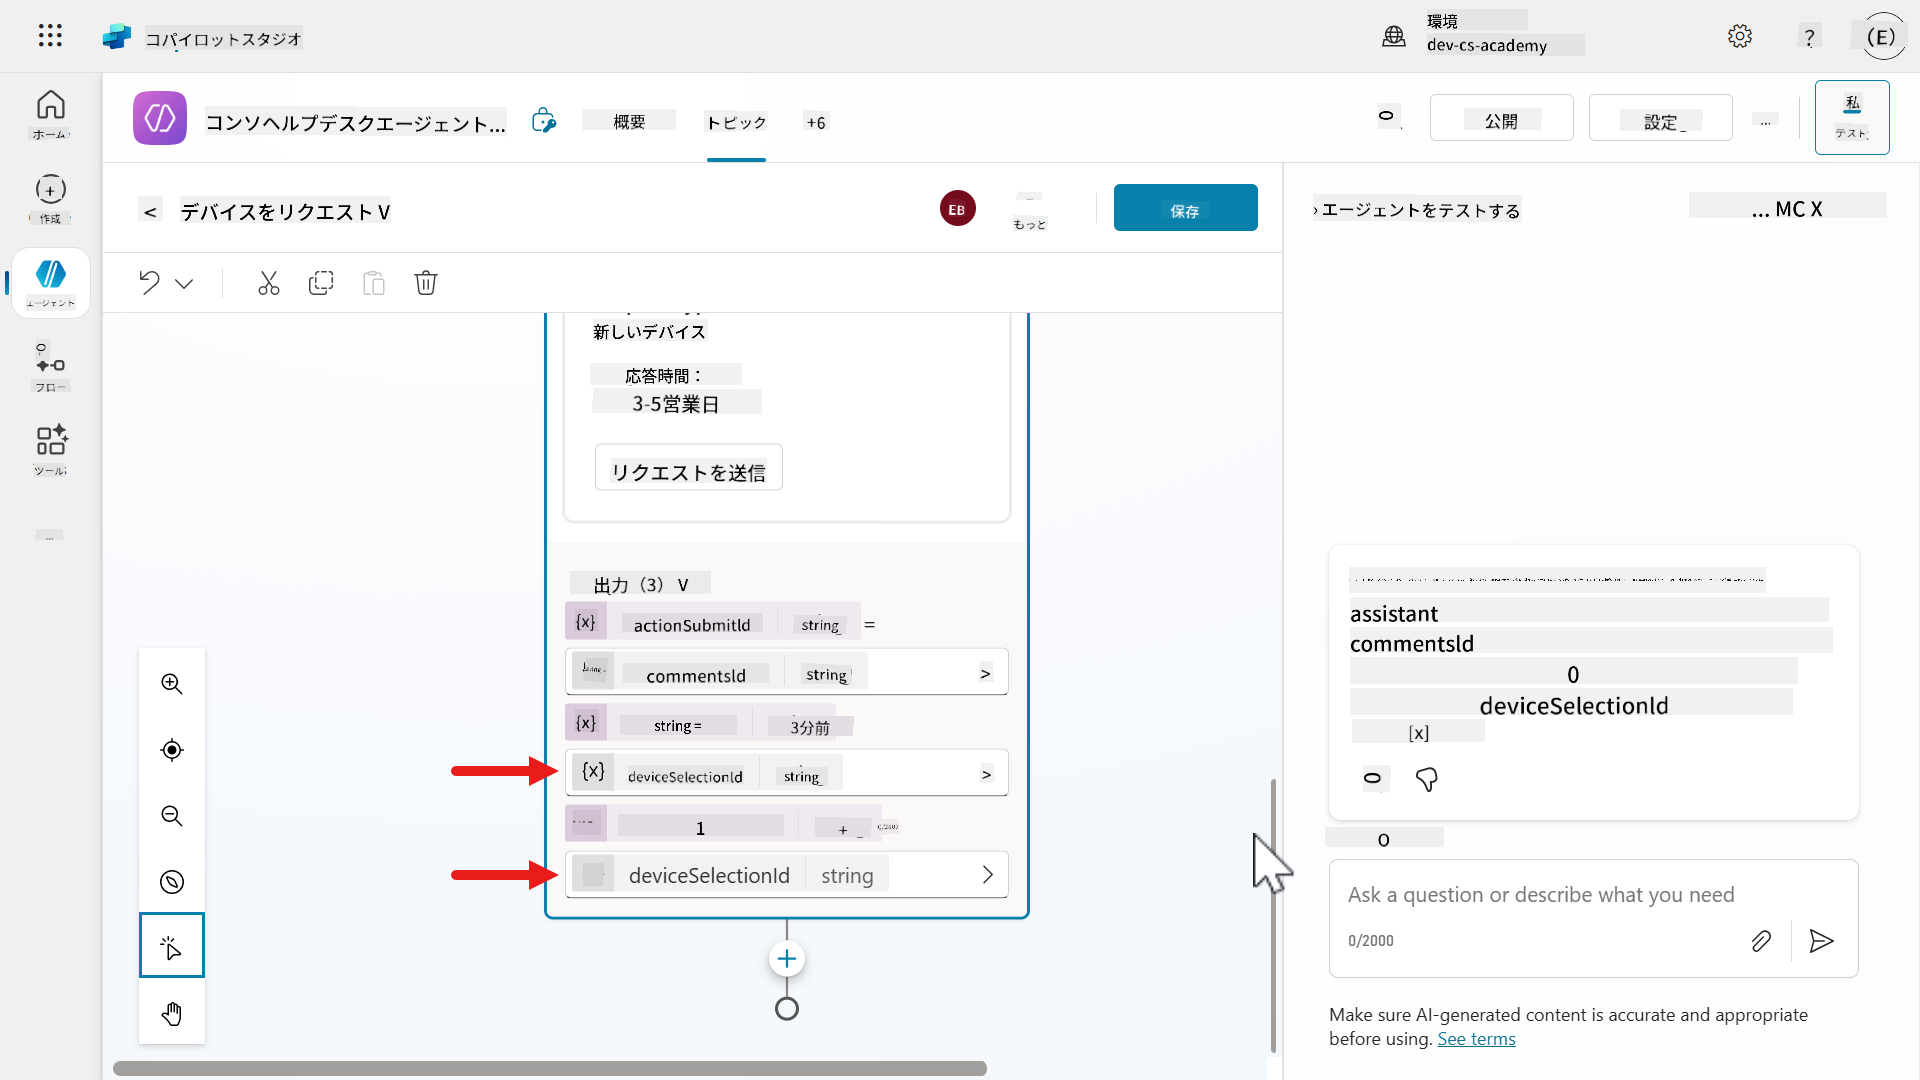 コパイロットスタジオ
環境
dev-cs-academy
?
(E)
ホーム
作成
エージェント
フロー
ツール
コンソヘルプデスクエージェント...
概要
トピック
+6
公開
設定
...
私
テスト
<
デバイスをリクエスト V
EB
もっと
保存
新しいデバイス
応答時間：
3-5営業日
リクエストを送信
出力（3） V
{x} actionSubmitId string =
commentsId string >
{x} string = 3分前
{x} deviceSelectionId string >
1 +
deviceSelectionId string
› エージェントをテストする
... MC X
assistant
commentsId
0
deviceSelectionId
[x]
0
O
Ask a question or describe what you need
0/2000
Make sure AI-generated content is accurate and appropriate
before using. See terms